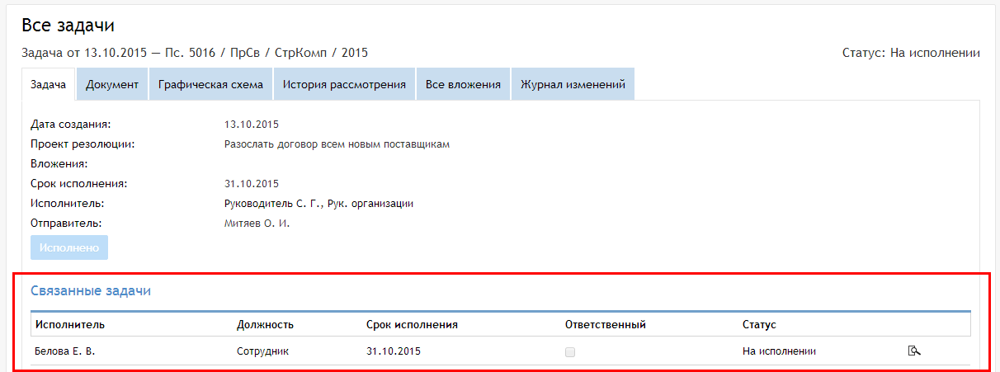 Все задачи
Задача от 13.10.2015 — Пс. 5016 / ПрСв / СтрКомп / 2015 Статус: На исполнении
Задача Документ Графическая схема История рассмотрения Все вложения Журнал изменений
Дата создания: 13.10.2015
Проект резолюции: Разослать договор всем новым поставщикам
Вложения:
Срок исполнения: 31.10.2015
Исполнитель: Руководитель С. Г., Рук. организации
Отправитель: Митяев О. И.
Исполнено
Связанные задачи
Исполнитель Должность Срок исполнения Ответственный Статус
Белова Е. В. Сотрудник 31.10.2015 На исполнении